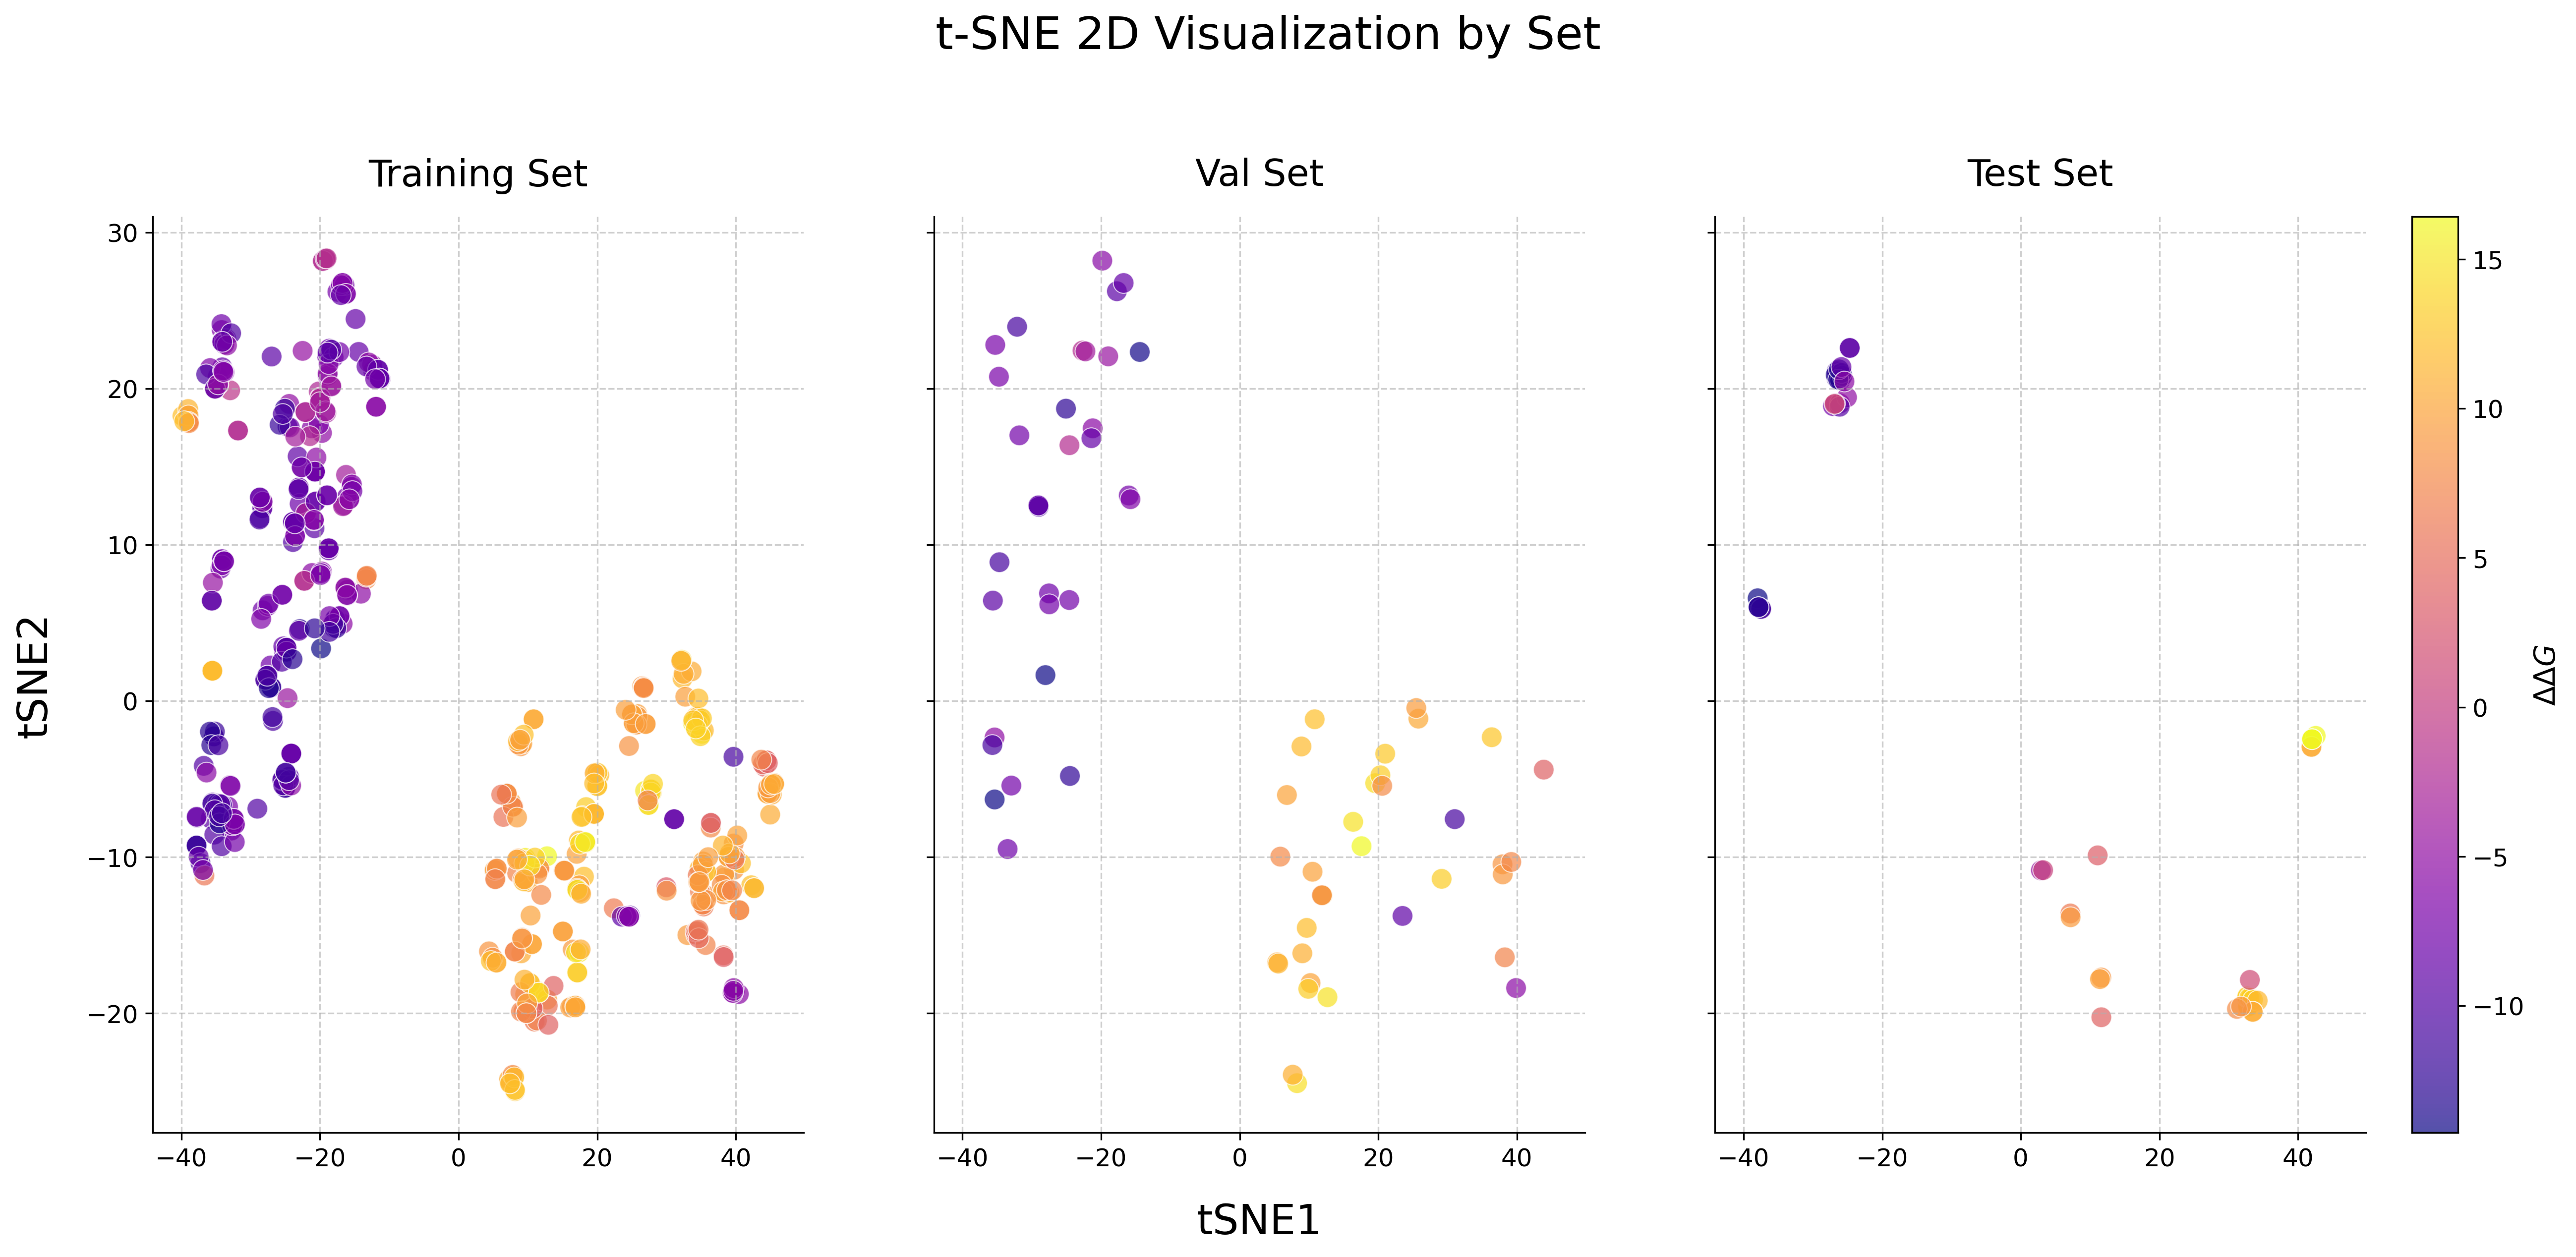 t-SNE 2D Visualization by Set
Training Set
Val Set
Test Set
30
20
10
0
−10
−20
tSNE2
−40 −20 0 20 40
−40 −20 0 20 40
−40 −20 0 20 40
tSNE1
15
10
5
0
−5
−10
ΔΔG